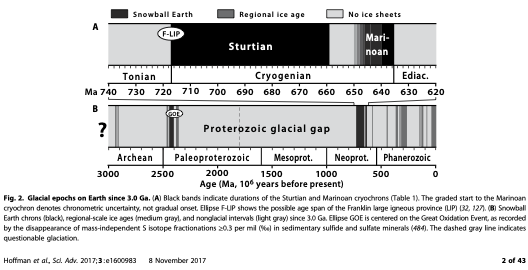 Snowball Earth Regional ice age No ice sheets
A F-LIP Sturtian Mari-
noan
Tonian Cryogenian Ediac.
Ma 740 730 720 710 700 690 680 670 660 650 640 630 620
B ? GOE Proterozoic glacial gap
Archean Paleoproterozoic Mesoprot. Neoprot. Phanerozoic
3000 2500 2000 1500 1000 500 0
Age (Ma, 10⁶ years before present)
Fig. 2. Glacial epochs on Earth since 3.0 Ga. (A) Black bands indicate durations of the Sturtian and Marinoan cryochrons (Table 1). The graded start to the Marinoan
cryochron denotes chronometric uncertainty, not gradual onset. Ellipse F-LIP shows the possible age span of the Franklin large igneous province (LIP) (32, 127). (B) Snowball
Earth chrons (black), regional-scale ice ages (medium gray), and nonglacial intervals (light gray) since 3.0 Ga. Ellipse GOE is centered on the Great Oxidation Event, as recorded
by the disappearance of mass-independent S isotope fractionations ≥0.3 per mil (‰) in sedimentary sulfide and sulfate minerals (484). The dashed gray line indicates
questionable glaciation.
Hoffman et al., Sci. Adv. 2017;3:e1600983 8 November 2017 2 of 43